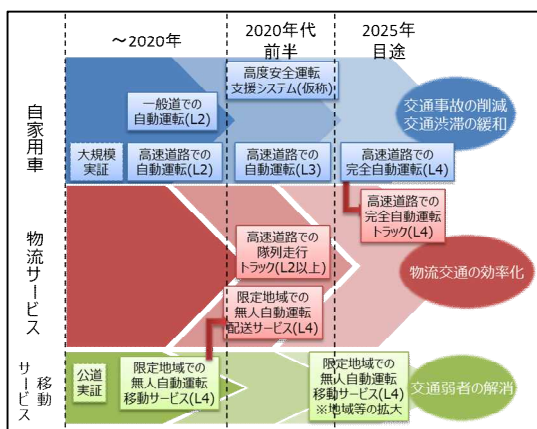 ～2020年
2020年代
前半
2025年
目途
自家用車
高度安全運転
支援システム(仮称)
一般道での
自動運転(L2)
大規模
実証
高速道路での
自動運転(L2)
高速道路での
自動運転(L3)
高速道路での
完全自動運転(L4)
交通事故の削減
交通渋滞の緩和
物流サービス
高速道路での
完全自動運転
トラック(L4)
高速道路での
隊列走行
トラック(L2以上)
限定地域での
無人自動運転
配送サービス(L4)
物流交通の効率化
移動
サービス
公道
実証
限定地域での
無人自動運転
移動サービス(L4)
限定地域での
無人自動運転
移動サービス(L4)
※地域等の拡大
交通弱者の解消